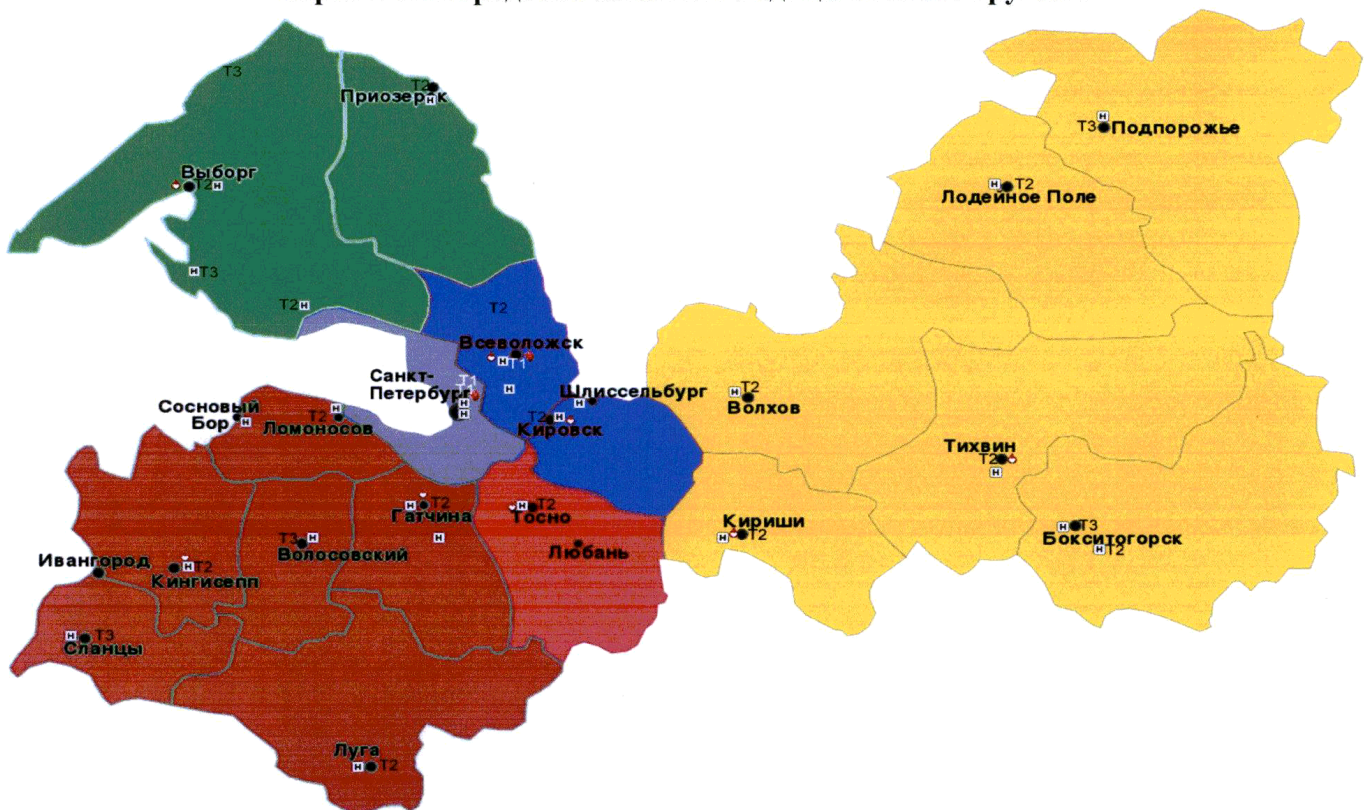 Т3
Т2
Приозерск
Н
Н
Т3 Подпорожье
Выборг
Т2 Н
Н Т2
Лодейное Поле
Н Т3
Т2 Н
Т2
Всеволожск
Н Т1
Санкт-
Петербург
Т1
Н
Н
Н
Шлиссельбург
Н
Т2 Н
Кировск
Н Т2
Волхов
Сосновый
Бор Н
Н
Т2
Ломоносов
Тихвин
Т2
Н
Н Т2
Гатчина
Н
Н Т2
Тосно
Любань
Кириши
Н Т2
Н Т3
Бокситогорск
Н Т2
Т3 Н
Волосовский
Ивангород
Н Т2
Кингисепп
Н Т3
Сланцы
Луга
Н Т2